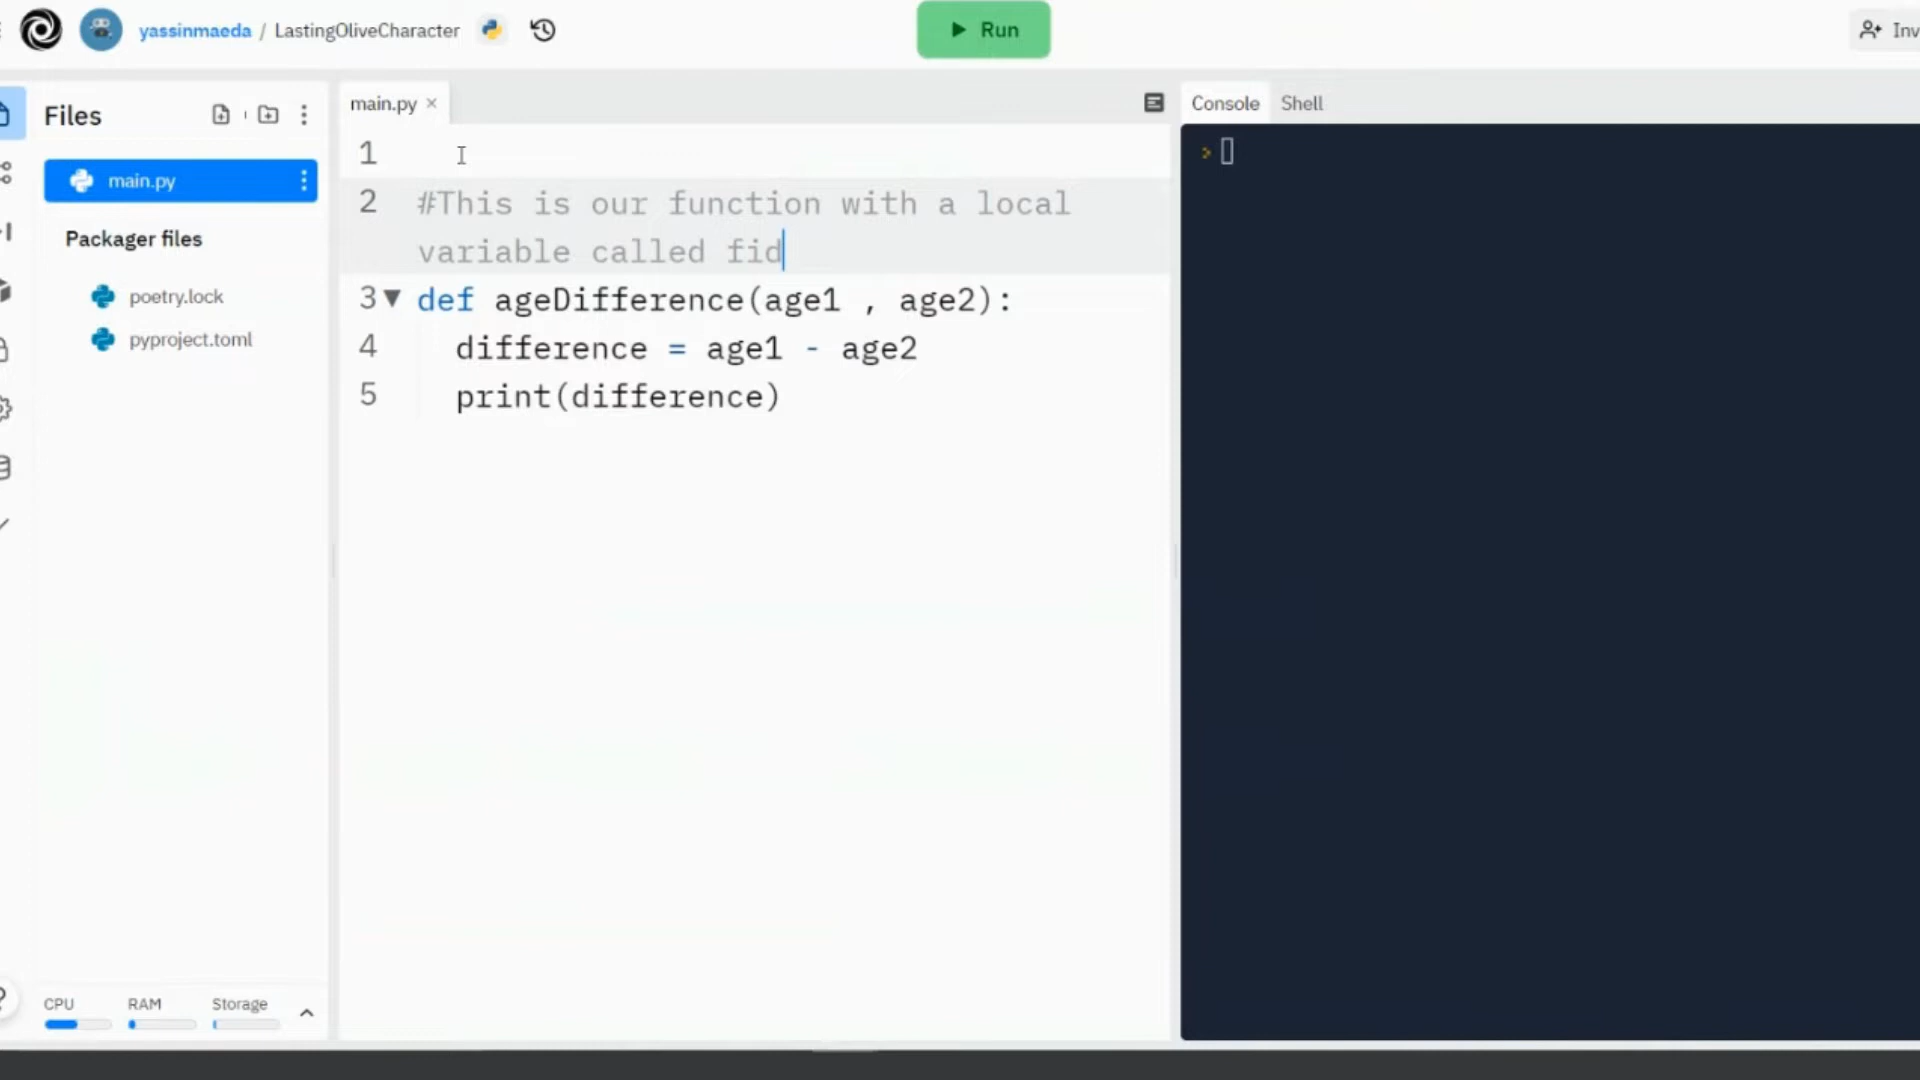 yassinmaeda / LastingOliveCharacter
Run
Inv
Files
main.py
Packager files
poetry.lock
pyproject.toml
CPU RAM Storage
main.py ×
1
2 #This is our function with a local
variable called fid
3 def ageDifference(age1 , age2):
4 difference = age1 - age2
5 print(difference)
Console Shell
>